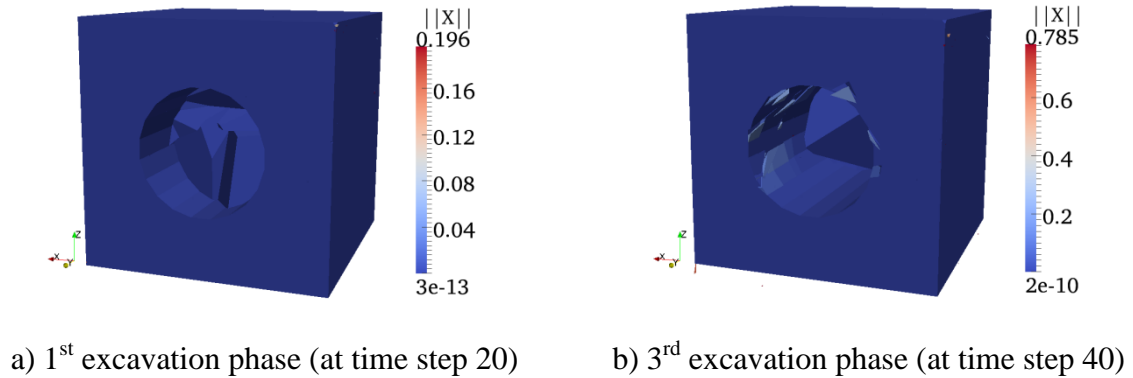 ||X||
0.196
0.16
0.12
0.08
0.04
3e-13
Z
X
Y
||X||
0.785
0.6
0.4
0.2
2e-10
Z
X
Y
a) 1st excavation phase (at time step 20)
b) 3rd excavation phase (at time step 40)